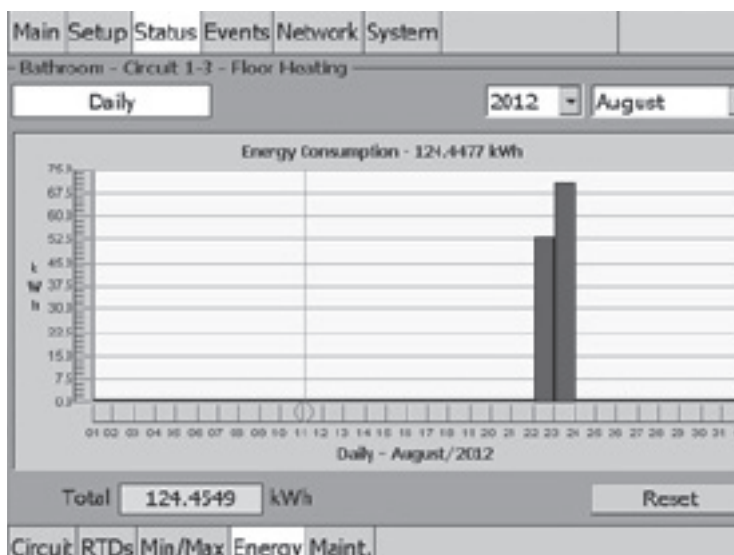 Main Setup Status Events Network System
Bathroom - Circuit 1-3 - Floor Heating
Daily 2012 August
Energy Consumption - 124.4477 kWh
75.0
67.5
60.0
52.5
45.0
37.5
30.0
22.5
15.0
7.5
0.0
k
W
h
01 02 03 04 05 06 07 08 09 10 11 12 13 14 15 16 17 18 19 20 21 22 23 24 25 26 27 28 29 30 31
Daily - August/2012
Total 124.4549 kWh Reset
Circuit RTDs Min/Max Energy Maint.